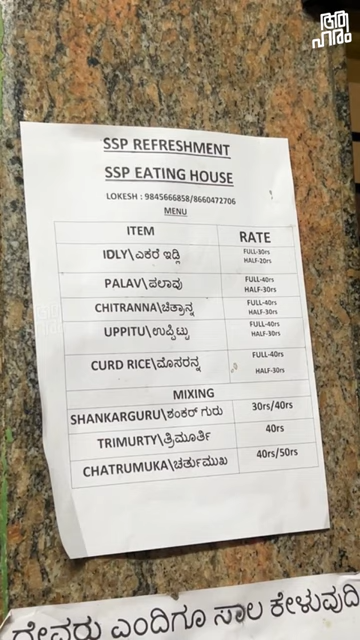 ആ
ഹാരം
SSP REFRESHMENT
SSP EATING HOUSE
LOKESH : 9845666858/8660472706
MENU
ITEM RATE
IDLY\ಎಕರೆ ಇಡ್ಲಿ FULL-30rs
HALF-20rs
PALAV\ಪಲಾವು FULL-40rs
HALF-30rs
CHITRANNA\ಚಿತ್ರಾನ್ನ FULL-40rs
HALF-30rs
UPPITU\ಉಪ್ಪಿಟ್ಟು FULL-40rs
HALF-30rs
CURD RICE\ಮೊಸರನ್ನ FULL-40rs
HALF-30rs
MIXING
SHANKARGURU\ಶಂಕರ್ ಗುರು 30rs/40rs
TRIMURTY\ತ್ರಿಮೂರ್ತಿ 40rs
CHATRUMUKA\ಚರ್ತುಮುಖ 40rs/50rs
ದೇವರು ಎಂದಿಗೂ ಸಾಲ ಕೇಳುವುದಿ